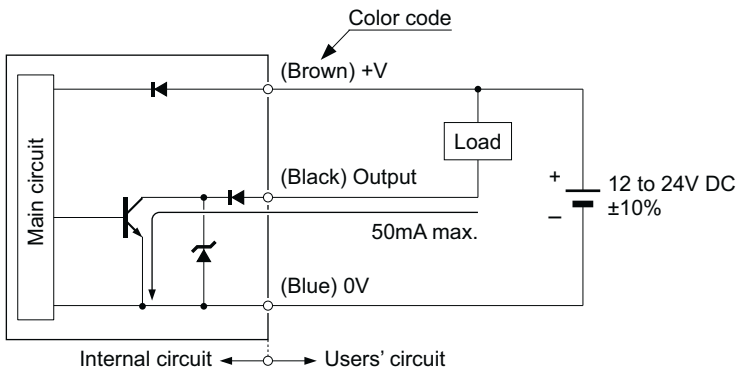 Color code
(Brown) +V
Main circuit
Load
(Black) Output
+
12 to 24V DC
−
±10%
50mA max.
(Blue) 0V
Internal circuit
Users' circuit